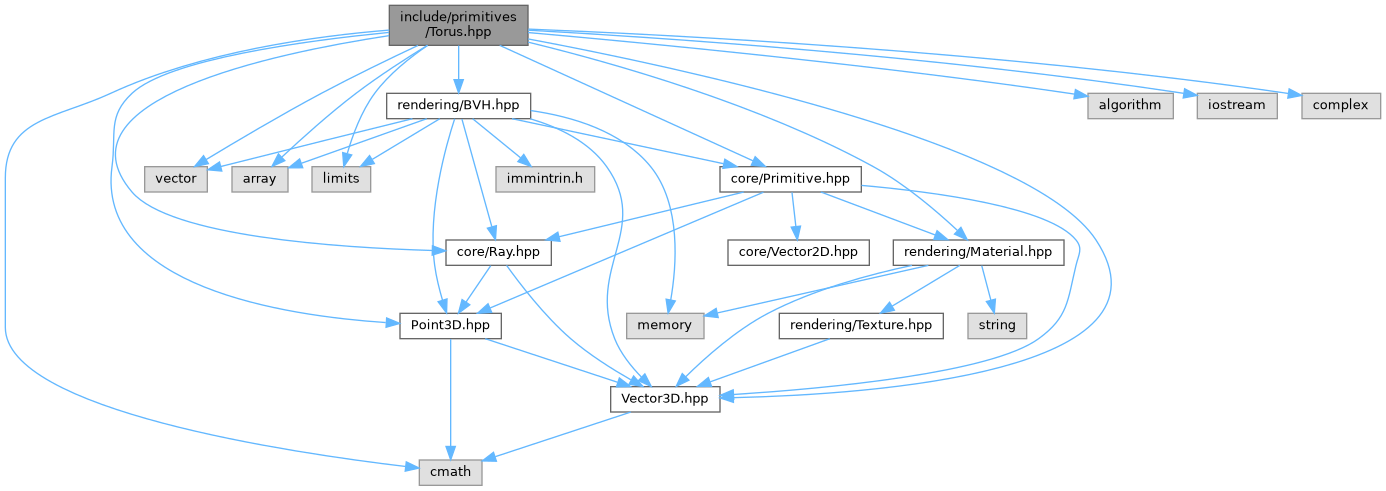 include/primitives
/Torus.hpp
rendering/BVH.hpp
algorithm
iostream
complex
vector
array
limits
immintrin.h
core/Primitive.hpp
core/Ray.hpp
core/Vector2D.hpp
rendering/Material.hpp
Point3D.hpp
memory
rendering/Texture.hpp
string
Vector3D.hpp
cmath